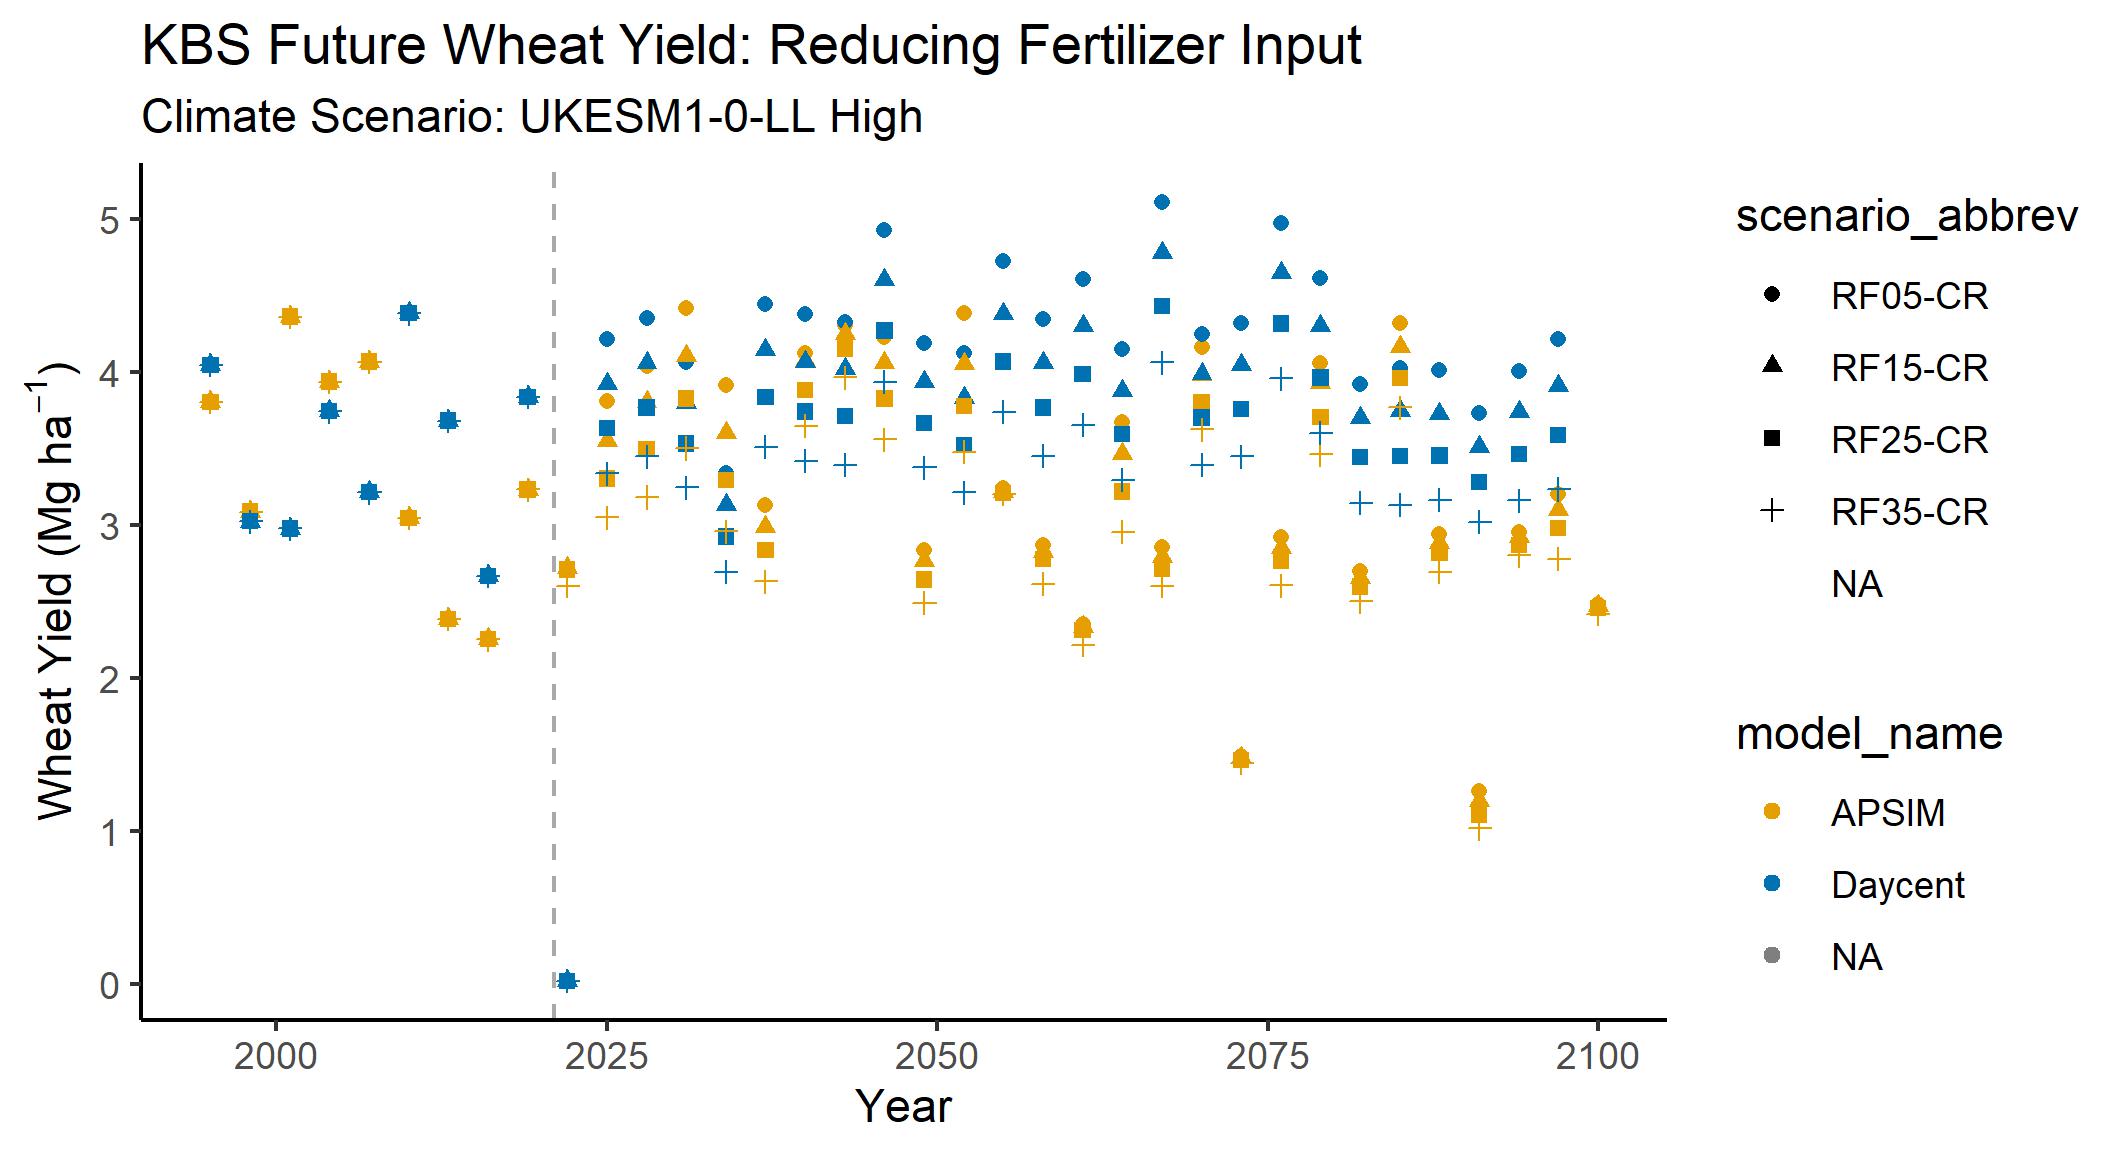 KBS Future Wheat Yield: Reducing Fertilizer Input
Climate Scenario: UKESM1-0-LL High
Wheat Yield (Mg ha⁻¹)
5
4
3
2
1
0
2000 2025 2050 2075 2100
Year
scenario_abbrev
RF05-CR
RF15-CR
RF25-CR
RF35-CR
NA
model_name
APSIM
Daycent
NA